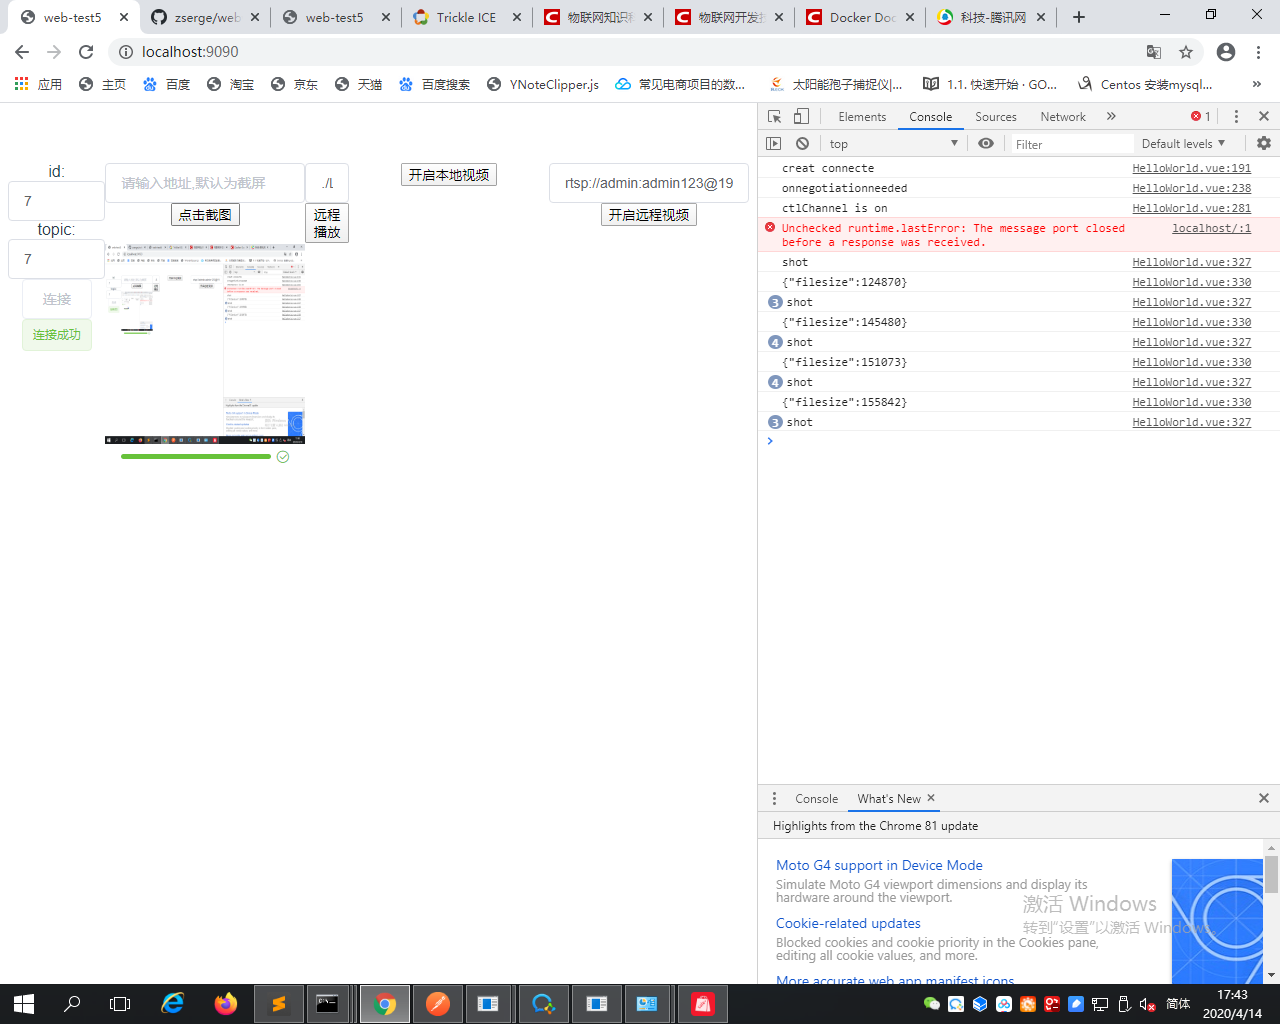 web-test5
zserge/web
web-test5
Trickle ICE
物联网知识
物联网开发
Docker Doc
科技-腾讯网
localhost:9090
应用
主页
百度
淘宝
京东
天猫
百度搜索
YNoteClipper.js
常见电商项目的数...
太阳能孢子捕捉仪|...
1.1. 快速开始 · GO...
Centos 安装mysql...
»
id:
7
topic:
7
连接
连接成功
请输入地址,默认为截屏
点击截图
./l
远程
播放
开启本地视频
rtsp://admin:admin123@19
开启远程视频
Elements
Console
Sources
Network
»
1
top
Filter
Default levels
creat connecte HelloWorld.vue:191
onnegotiationneeded HelloWorld.vue:238
ctlChannel is on HelloWorld.vue:281
Unchecked runtime.lastError: The message port closed localhost/:1
before a response was received.
shot HelloWorld.vue:327
{"filesize":124870} HelloWorld.vue:330
3 shot HelloWorld.vue:327
{"filesize":145480} HelloWorld.vue:330
4 shot HelloWorld.vue:327
{"filesize":151073} HelloWorld.vue:330
4 shot HelloWorld.vue:327
{"filesize":155842} HelloWorld.vue:330
3 shot HelloWorld.vue:327
Console
What's New
Highlights from the Chrome 81 update
Moto G4 support in Device Mode
Simulate Moto G4 viewport dimensions and display its
hardware around the viewport.
Cookie-related updates
Blocked cookies and cookie priority in the Cookies pane,
editing all cookie values, and more.
More accurate web app manifest icons
激活 Windows
转到"设置"以激活 Windows。
简体
17:43
2020/4/14